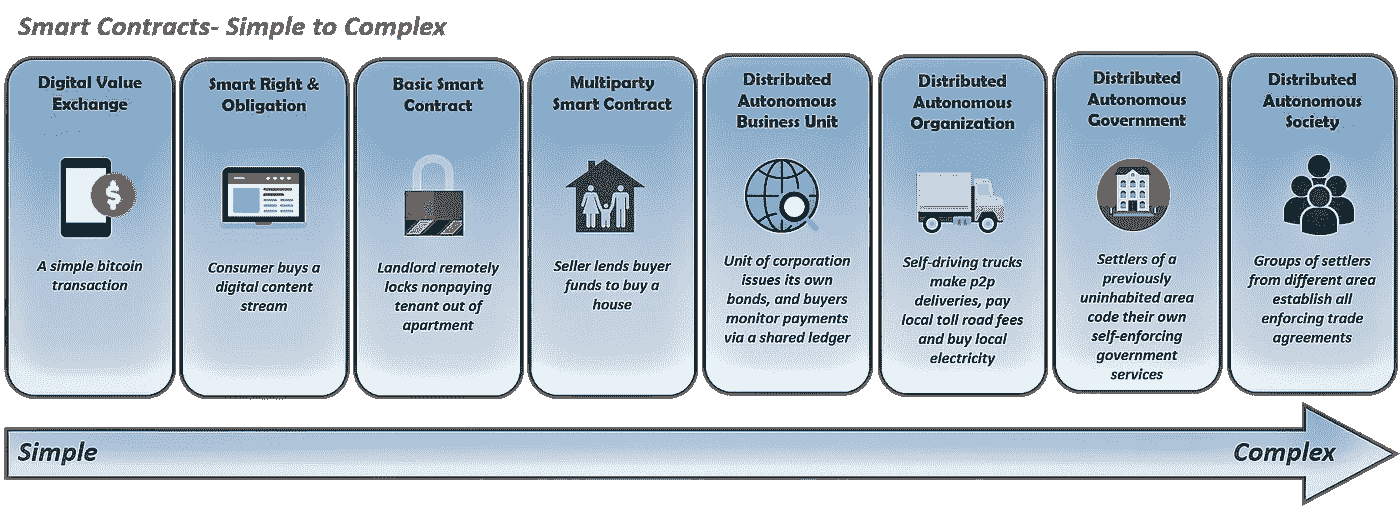 Smart Contracts- Simple to Complex
Digital Value
Exchange
A simple bitcoin
transaction
Smart Right &
Obligation
Consumer buys a
digital content
stream
Basic Smart
Contract
Landlord remotely
locks nonpaying
tenant out of
apartment
Multiparty
Smart Contract
Seller lends buyer
funds to buy a
house
Distributed
Autonomous
Business Unit
Unit of corporation
issues its own
bonds, and buyers
monitor payments
via a shared ledger
Distributed
Autonomous
Organization
Self-driving trucks
make p2p
deliveries, pay
local toll road fees
and buy local
electricity
Distributed
Autonomous
Government
Settlers of a
previously
uninhabited area
code their own
self-enforcing
government
services
Distributed
Autonomous
Society
Groups of settlers
from different area
establish all
enforcing trade
agreements
Simple
Complex